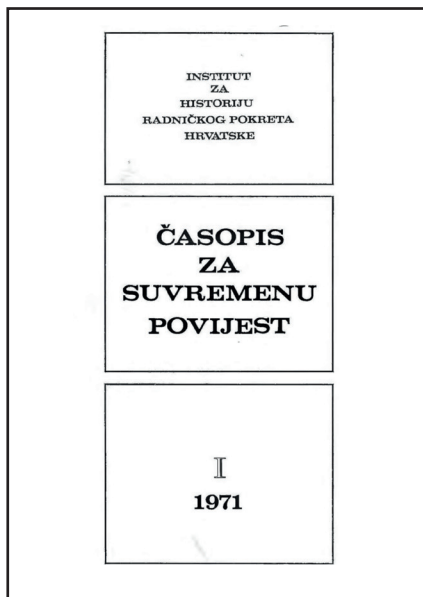 INSTITUT
ZA
HISTORIJU
RADNIČKOG POKRETA
HRVATSKE
ČASOPIS
ZA
SUVREMENU
POVIJEST
I
1971